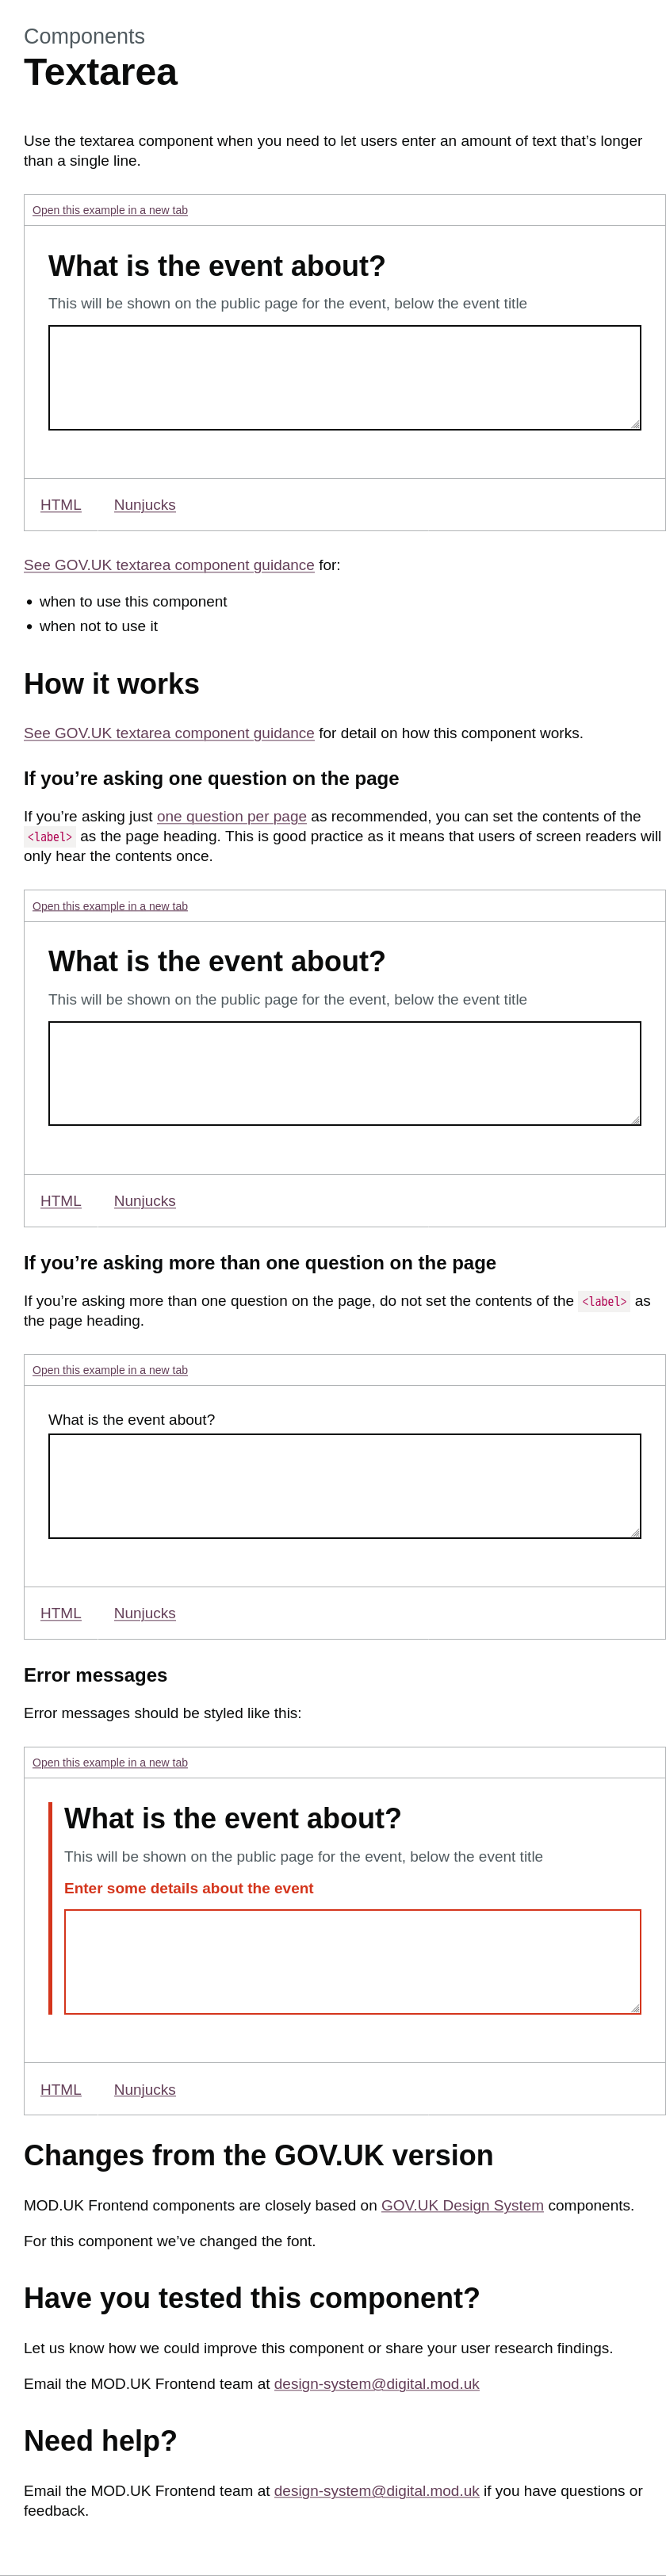 Components
Textarea
Use the textarea component when you need to let users enter an amount of text that’s longer
than a single line.
Open this example in a new tab
What is the event about?
This will be shown on the public page for the event, below the event title
HTML Nunjucks
See GOV.UK textarea component guidance for:
• when to use this component
• when not to use it
How it works
See GOV.UK textarea component guidance for detail on how this component works.
If you’re asking one question on the page
If you’re asking just one question per page as recommended, you can set the contents of the
<label> as the page heading. This is good practice as it means that users of screen readers will
only hear the contents once.
Open this example in a new tab
What is the event about?
This will be shown on the public page for the event, below the event title
HTML Nunjucks
If you’re asking more than one question on the page
If you’re asking more than one question on the page, do not set the contents of the <label> as
the page heading.
Open this example in a new tab
What is the event about?
HTML Nunjucks
Error messages
Error messages should be styled like this:
Open this example in a new tab
What is the event about?
This will be shown on the public page for the event, below the event title
Enter some details about the event
HTML Nunjucks
Changes from the GOV.UK version
MOD.UK Frontend components are closely based on GOV.UK Design System components.
For this component we’ve changed the font.
Have you tested this component?
Let us know how we could improve this component or share your user research findings.
Email the MOD.UK Frontend team at design-system@digital.mod.uk
Need help?
Email the MOD.UK Frontend team at design-system@digital.mod.uk if you have questions or
feedback.